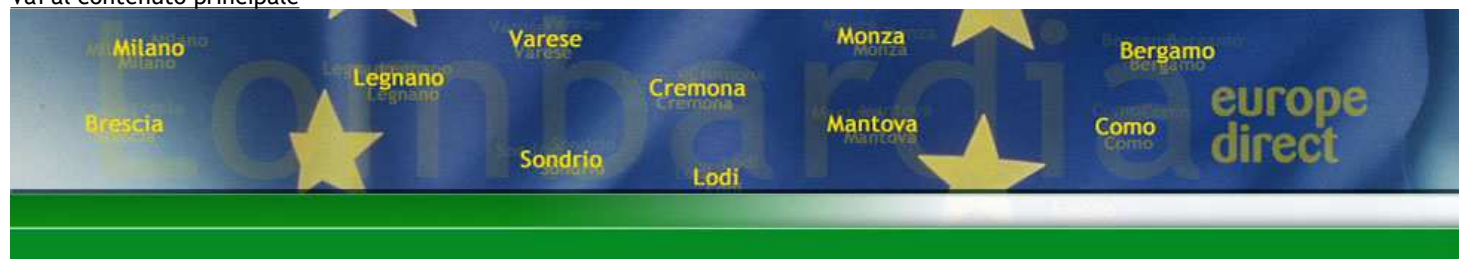 Vai al contenuto principale
Milano
Varese
Monza
Bergamo
Legnano
Cremona
Brescia
Mantova
Como
Sondrio
Lodi
Lombardia
europe
direct